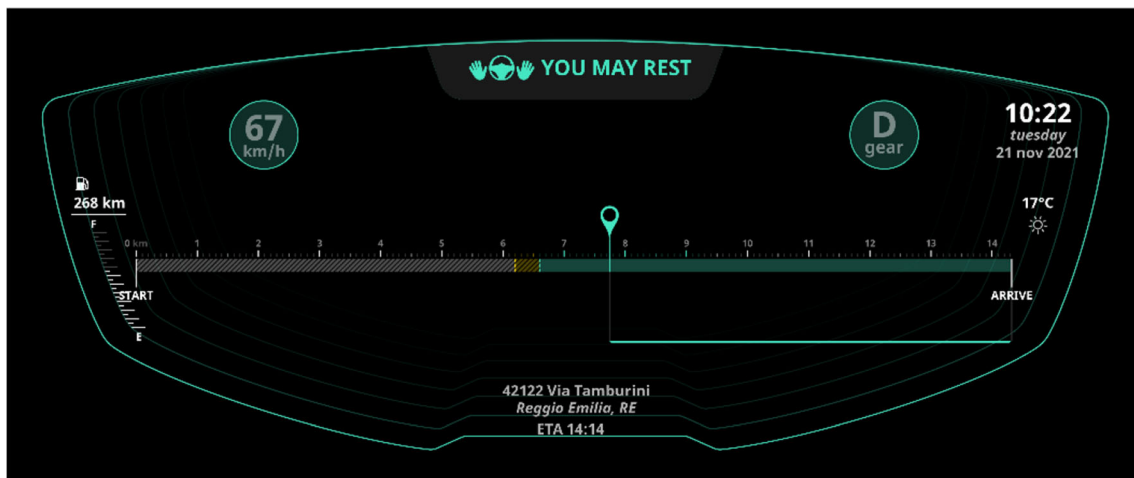 YOU MAY REST
67
km/h
D
gear
10:22
tuesday
21 nov 2021
268 km
F
17°C
0 km 1 2 3 4 5 6 7 8 9 10 11 12 13 14
START
ARRIVE
E
42122 Via Tamburini
Reggio Emilia, RE
ETA 14:14